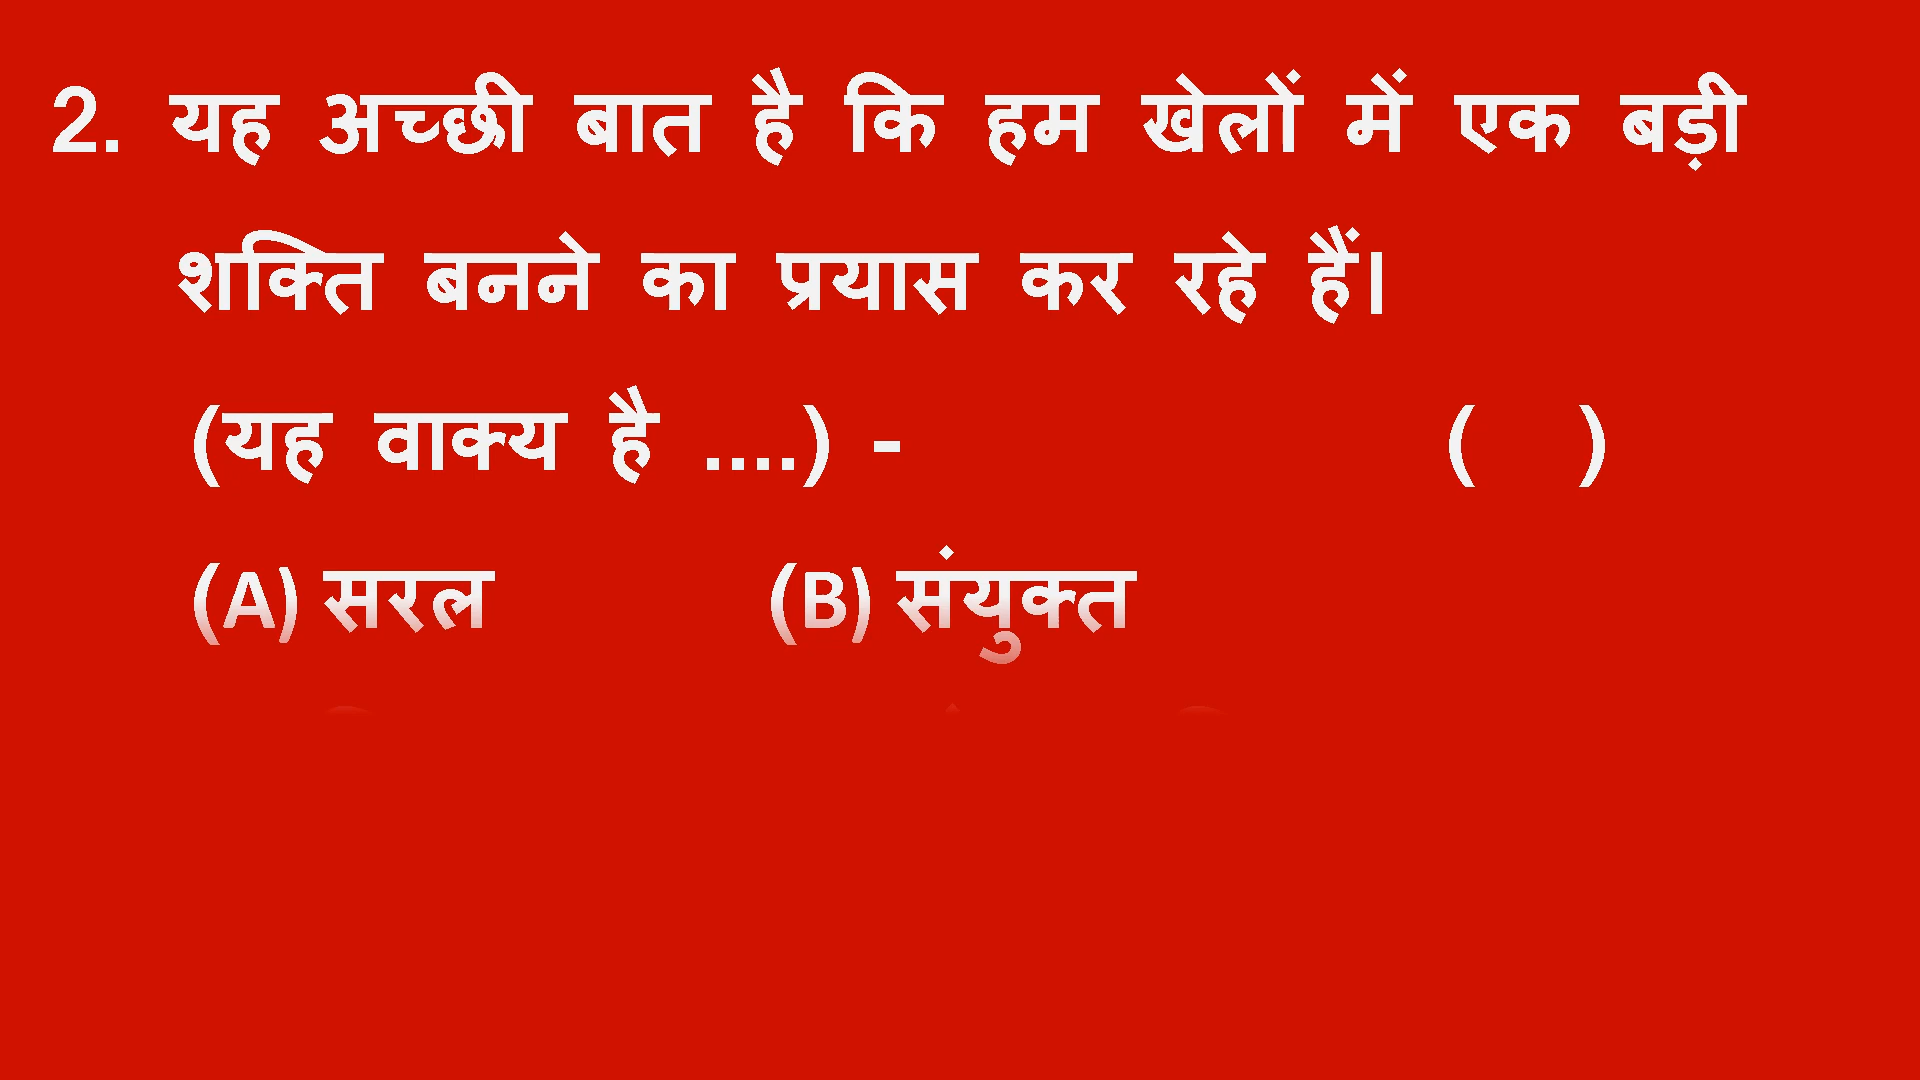 2. यह अच्छी बात है कि हम खेलों में एक बड़ी
शक्ति बनने का प्रयास कर रहे हैं।
(यह वाक्य है ....) - ( )
(A) सरल (B) संयुक्त